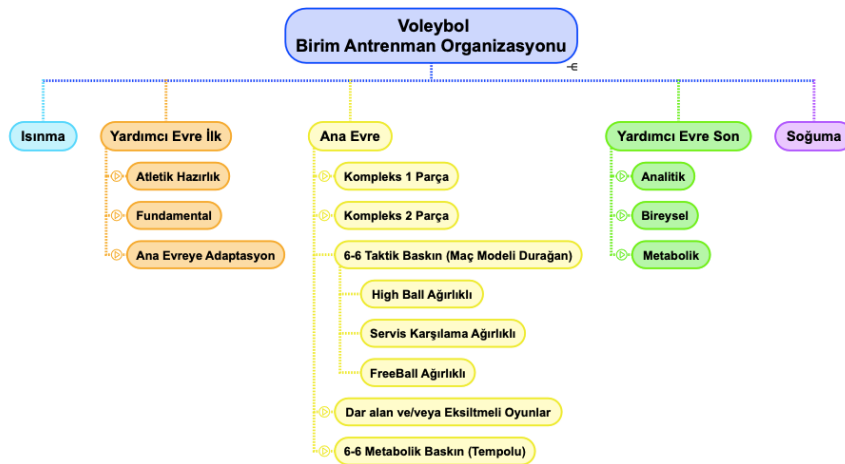 Voleybol
Birim Antrenman Organizasyonu
Isınma
Yardımcı Evre İlk
Atletik Hazırlık
Fundamental
Ana Evreye Adaptasyon
Ana Evre
Kompleks 1 Parça
Kompleks 2 Parça
6-6 Taktik Baskın (Maç Modeli Durağan)
High Ball Ağırlıklı
Servis Karşılama Ağırlıklı
FreeBall Ağırlıklı
Dar alan ve/veya Eksiltmeli Oyunlar
6-6 Metabolik Baskın (Tempolu)
Yardımcı Evre Son
Analitik
Bireysel
Metabolik
Soğuma